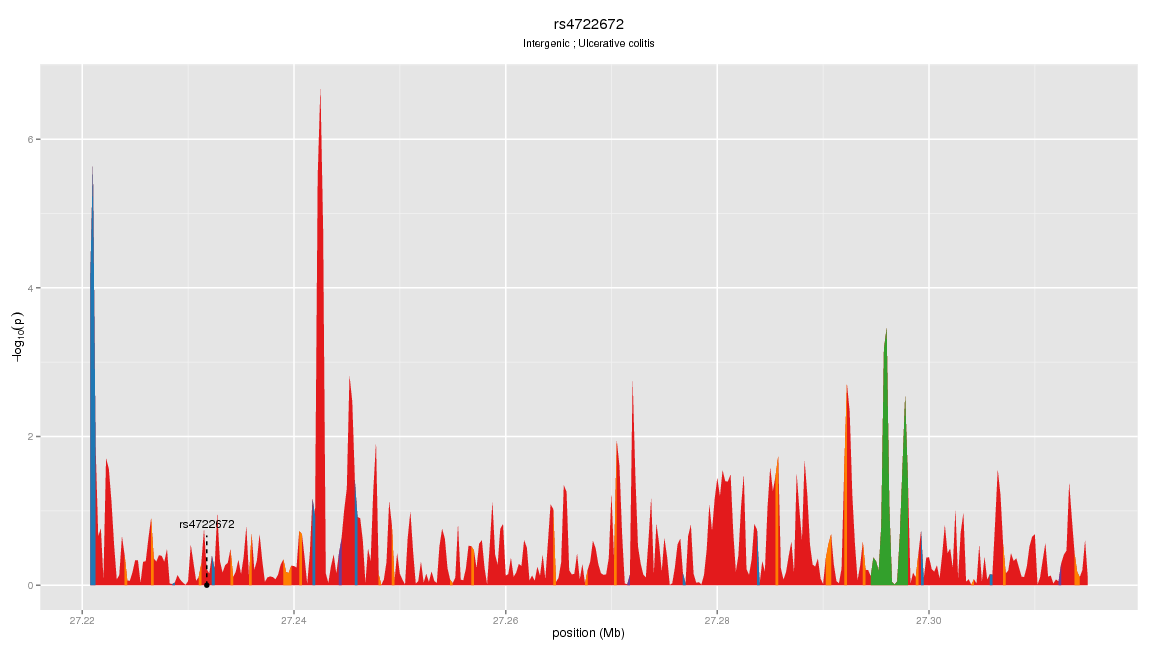 rs4722672
Intergenic ; Ulcerative colitis
6
4
2
0
−log10(p)
rs4722672
27.22
27.24
27.26
27.28
27.30
position (Mb)